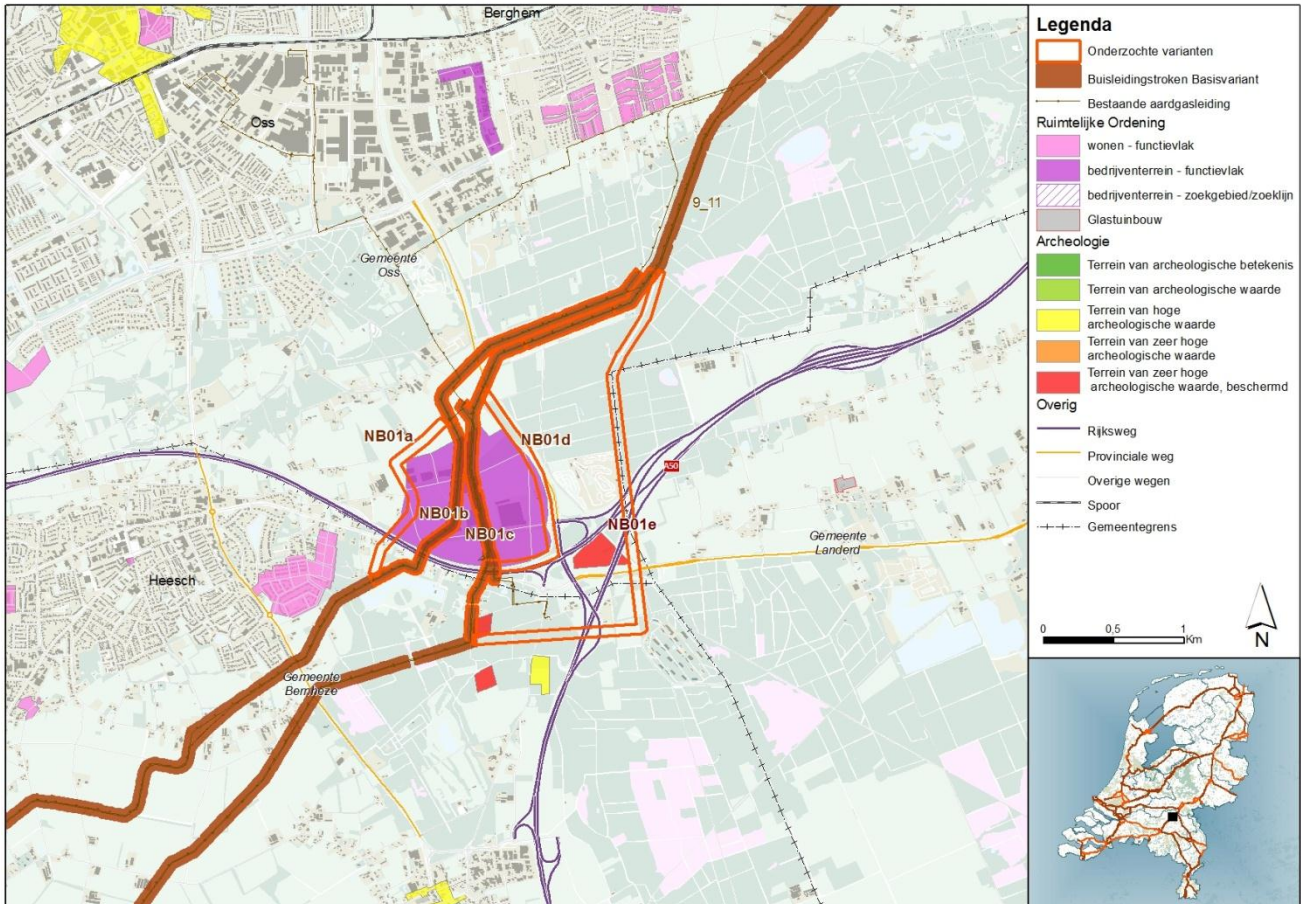 Berghem
Oss
Gemeente
Oss
9_11
NB01a
NB01d
NB01b
NB01c
NB01e
A50
Gemeente
Landerd
Heesch
Gemeente
Bernheze
Legenda
Onderzochte varianten
Buisleidingstroken Basisvariant
Bestaande aardgasleiding
Ruimtelijke Ordening
wonen - functievlak
bedrijventerrein - functievlak
bedrijventerrein - zoekgebied/zoeklijn
Glastuinbouw
Archeologie
Terrein van archeologische betekenis
Terrein van archeologische waarde
Terrein van hoge
archeologische waarde
Terrein van zeer hoge
archeologische waarde
Terrein van zeer hoge
archeologische waarde, beschermd
Overig
Rijksweg
Provinciale weg
Overige wegen
Spoor
Gemeentegrens
0 0,5 1
Km
N